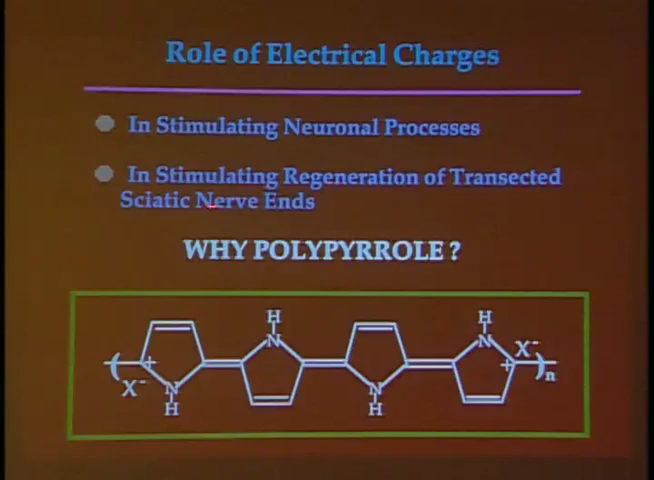 Role of Electrical Charges
In Stimulating Neuronal Processes
In Stimulating Regeneration of Transected
Sciatic Nerve Ends
WHY POLYPYRROLE ?
H H
N N X⁻
( + + )n
X⁻ N N
H H